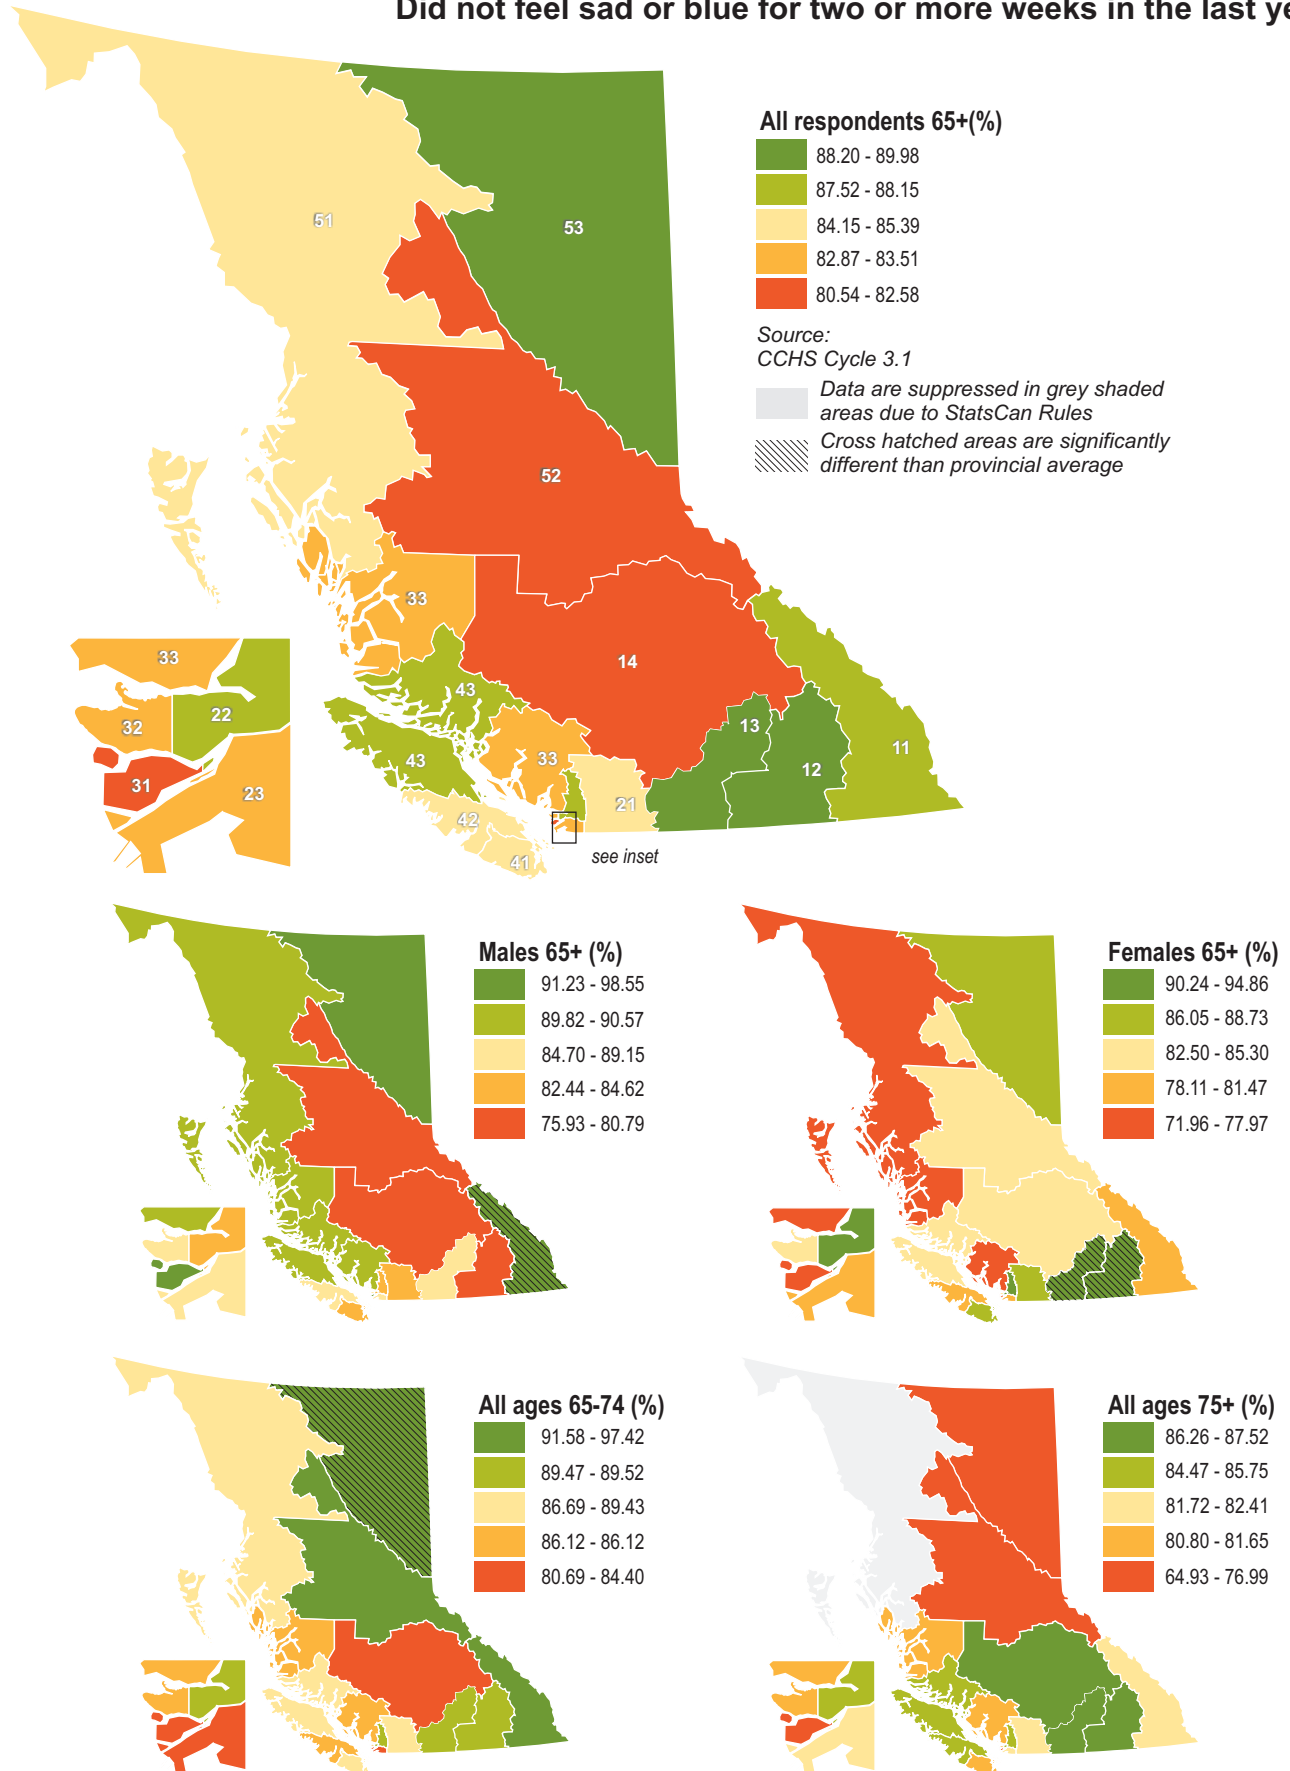 Did not feel sad or blue for two or more weeks in the last ye
All respondents 65+(%)
88.20 - 89.98
87.52 - 88.15
84.15 - 85.39
82.87 - 83.51
80.54 - 82.58
Source:
CCHS Cycle 3.1
Data are suppressed in grey shaded
areas due to StatsCan Rules
Cross hatched areas are significantly
different than provincial average
51
53
52
33
14
43
13
11
43
33
12
21
42
41
see inset
33
22
32
31
23
Males 65+ (%)
91.23 - 98.55
89.82 - 90.57
84.70 - 89.15
82.44 - 84.62
75.93 - 80.79
Females 65+ (%)
90.24 - 94.86
86.05 - 88.73
82.50 - 85.30
78.11 - 81.47
71.96 - 77.97
All ages 65-74 (%)
91.58 - 97.42
89.47 - 89.52
86.69 - 89.43
86.12 - 86.12
80.69 - 84.40
All ages 75+ (%)
86.26 - 87.52
84.47 - 85.75
81.72 - 82.41
80.80 - 81.65
64.93 - 76.99